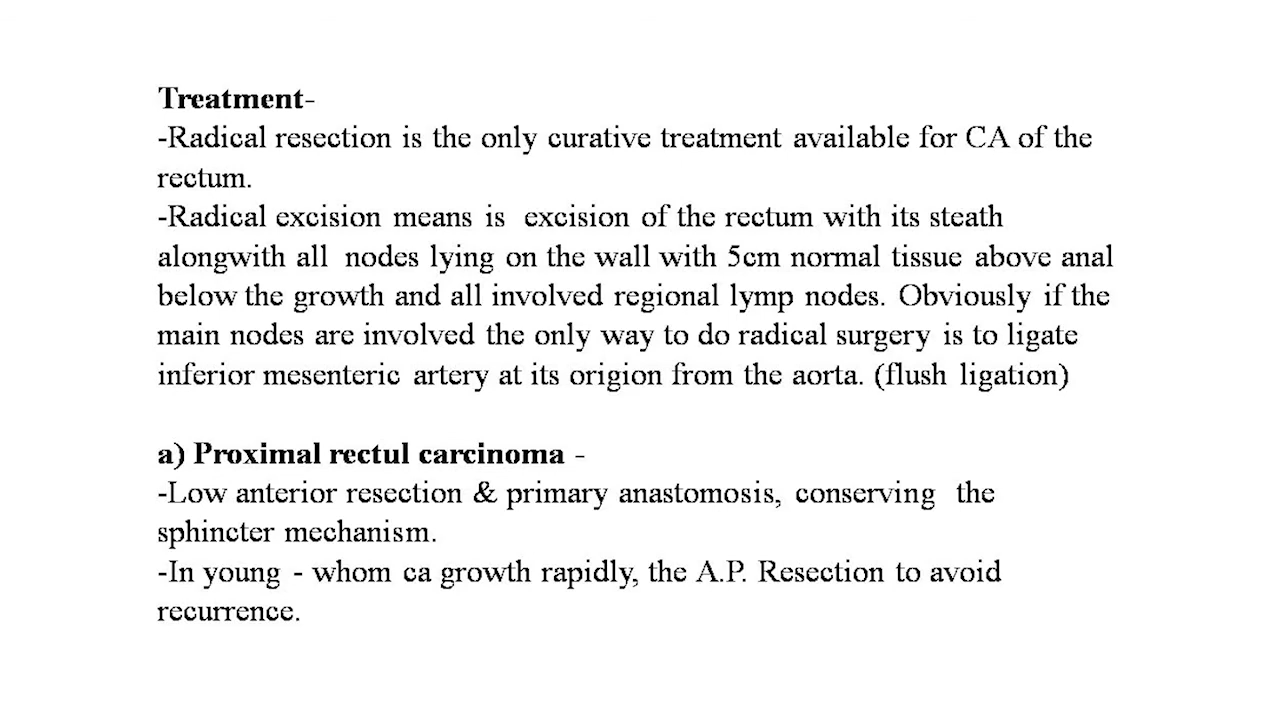 Treatment-
-Radical resection is the only curative treatment available for CA of the
rectum.
-Radical excision means is excision of the rectum with its steath
alongwith all nodes lying on the wall with 5cm normal tissue above anal
below the growth and all involved regional lymp nodes. Obviously if the
main nodes are involved the only way to do radical surgery is to ligate
inferior mesenteric artery at its origion from the aorta. (flush ligation)
a) Proximal rectul carcinoma -
-Low anterior resection & primary anastomosis, conserving the
sphincter mechanism.
-In young - whom ca growth rapidly, the A.P. Resection to avoid
recurrence.